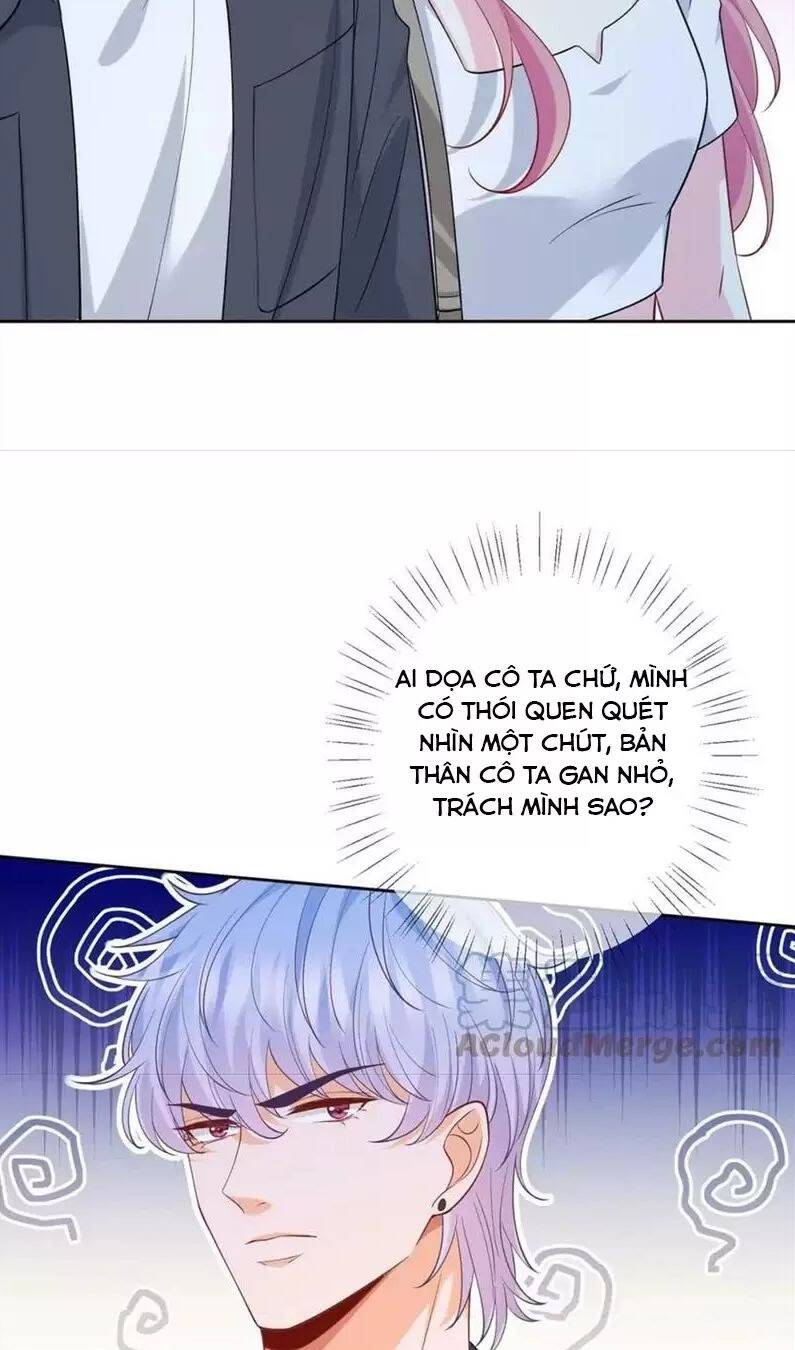 AI DỌA CÔ TA CHỨ, MÌNH
CÓ THÓI QUEN QUÉT
NHÌN MỘT CHÚT, BẢN
THÂN CÔ TA GAN NHỎ,
TRÁCH MÌNH SAO?
ACloudMerge.com